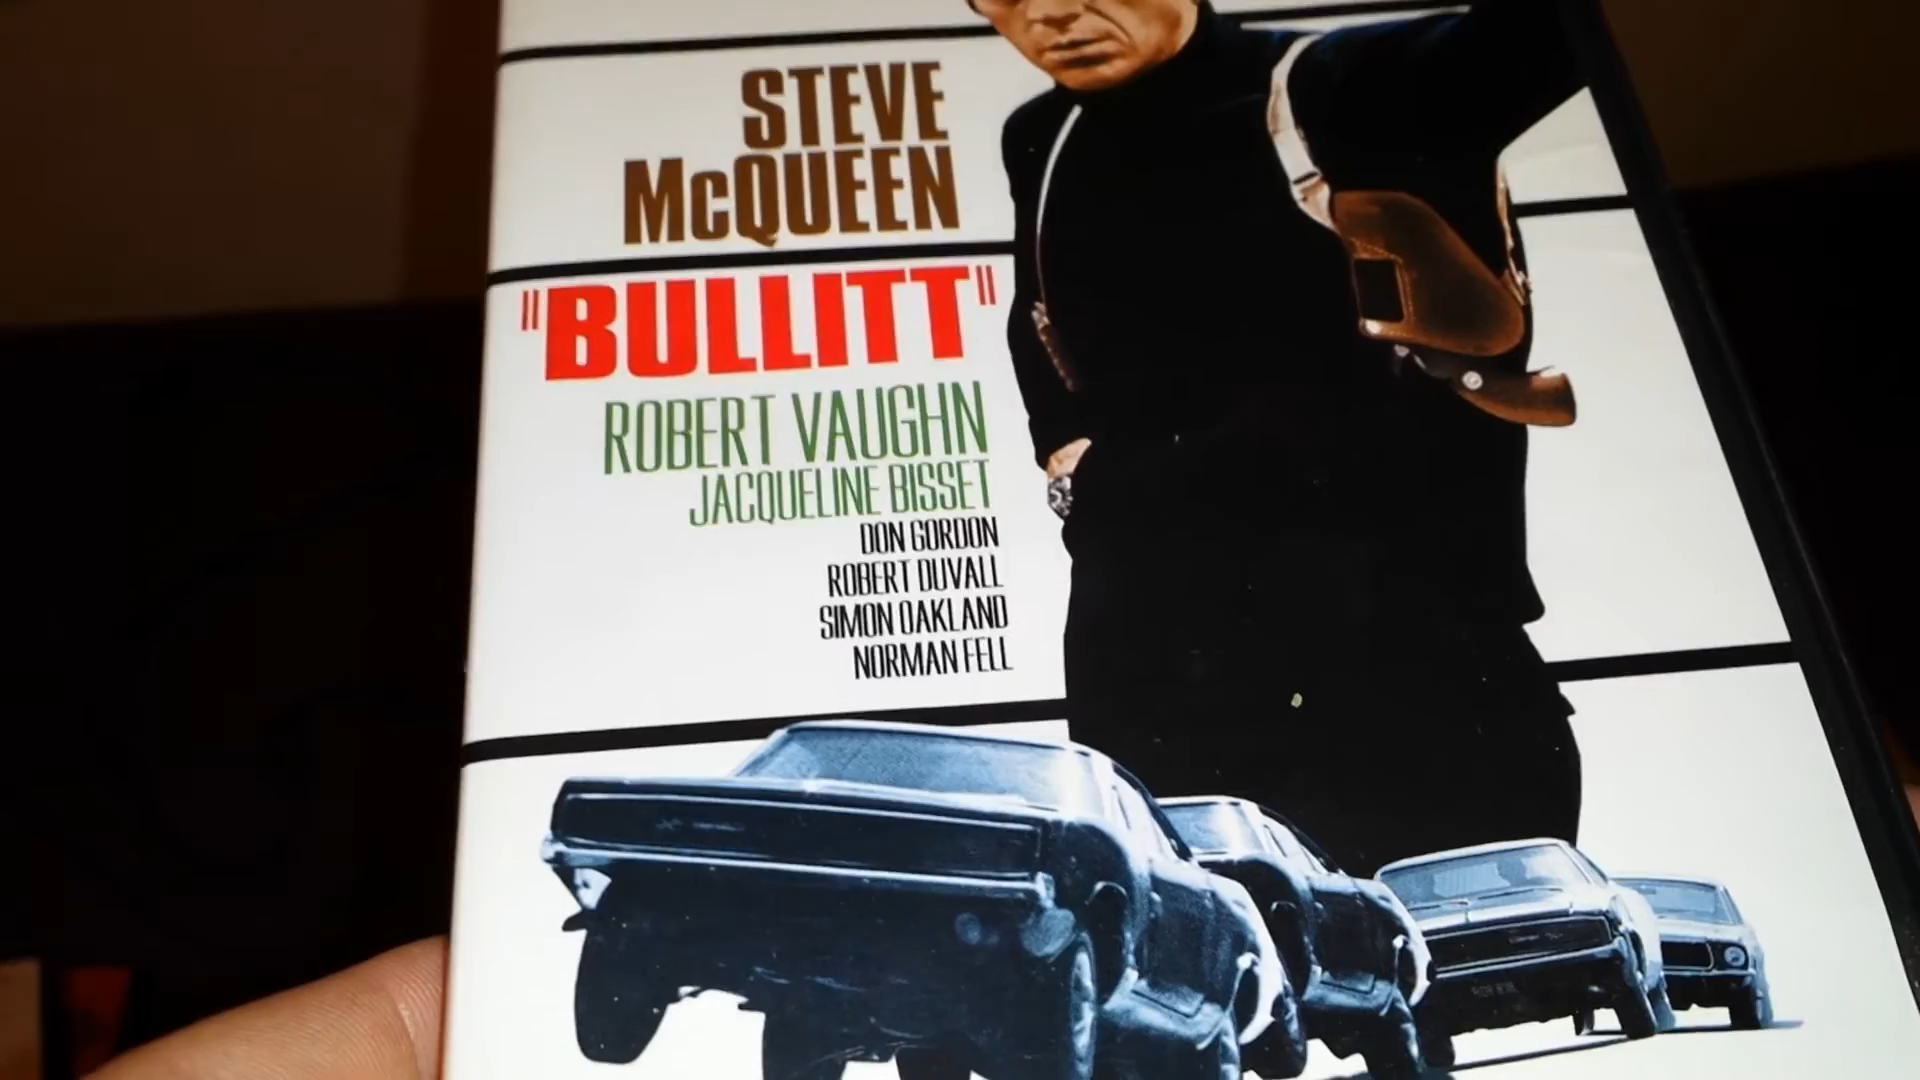 STEVE
McQUEEN
"BULLITT"
ROBERT VAUGHN
JACQUELINE BISSET
DON GORDON
ROBERT DUVALL
SIMON OAKLAND
NORMAN FELL